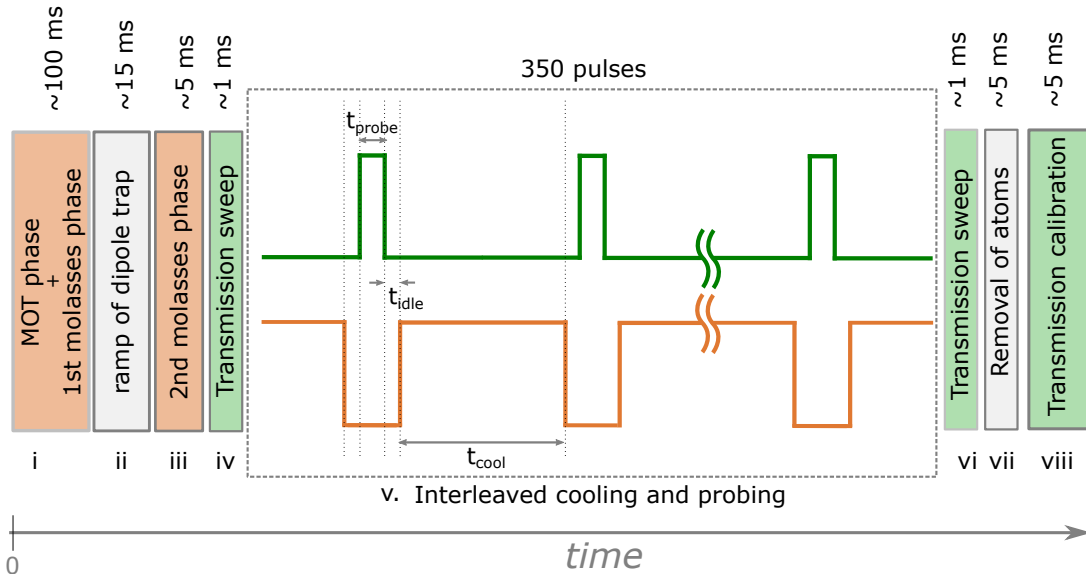 ~100 ms
~15 ms
~5 ms
~1 ms
350 pulses
~1 ms
~5 ms
~5 ms
MOT phase
+
1st molasses phase
ramp of dipole trap
2nd molasses phase
Transmission sweep
t_probe
t_idle
t_cool
Transmission sweep
Removal of atoms
Transmission calibration
i
ii
iii
iv
v. Interleaved cooling and probing
vi
vii
viii
0
time